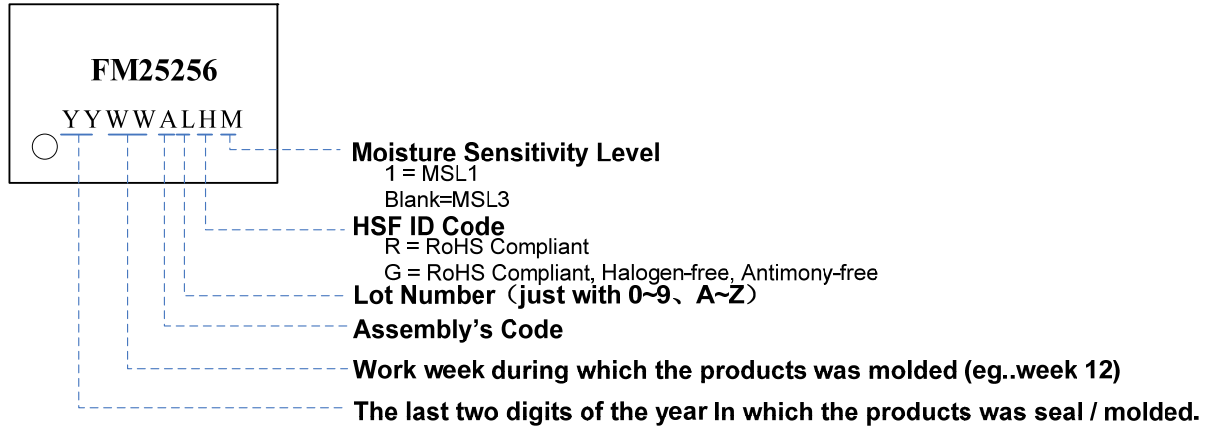 FM25256
YYWWALHM
Moisture Sensitivity Level
1 = MSL1
Blank=MSL3
HSF ID Code
R = RoHS Compliant
G = RoHS Compliant, Halogen-free, Antimony-free
Lot Number（just with 0~9、A~Z）
Assembly's Code
Work week during which the products was molded (eg..week 12)
The last two digits of the year In which the products was seal / molded.